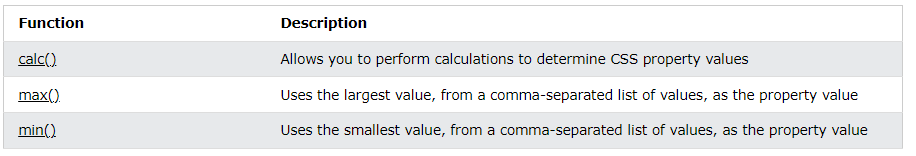 Function Description
calc() Allows you to perform calculations to determine CSS property values
max() Uses the largest value, from a comma-separated list of values, as the property value
min() Uses the smallest value, from a comma-separated list of values, as the property value